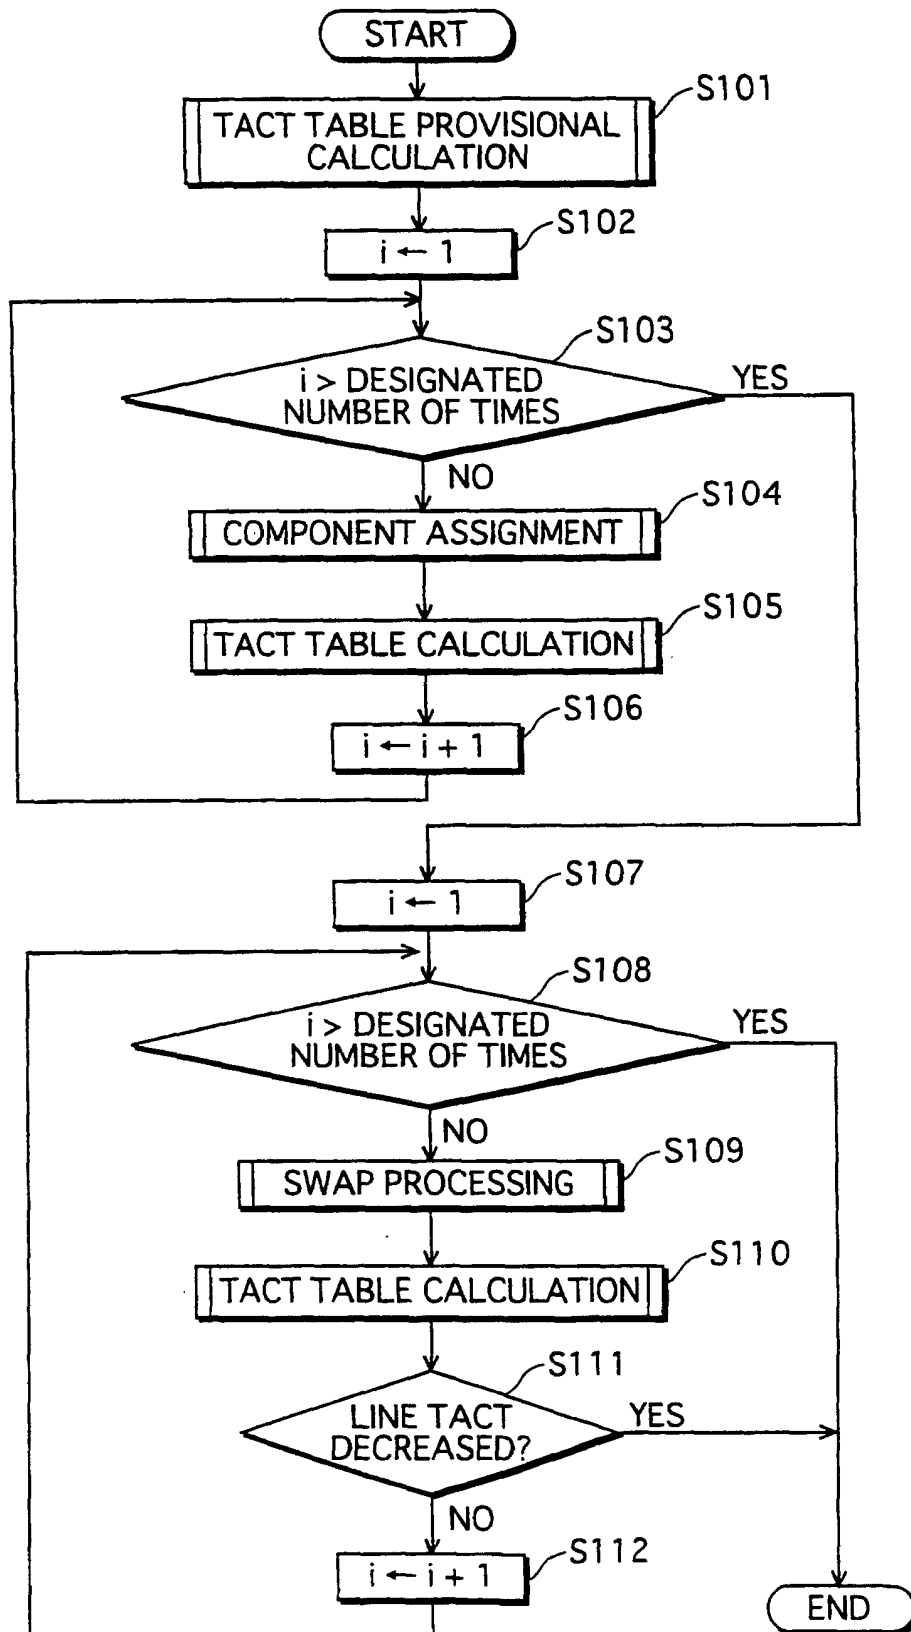 START
S101
TACT TABLE PROVISIONAL
CALCULATION
S102
i ← 1
S103
i > DESIGNATED
NUMBER OF TIMES
YES
NO
S104
COMPONENT ASSIGNMENT
S105
TACT TABLE CALCULATION
S106
i ← i + 1
S107
i ← 1
S108
i > DESIGNATED
NUMBER OF TIMES
YES
NO
S109
SWAP PROCESSING
S110
TACT TABLE CALCULATION
S111
LINE TACT
DECREASED?
YES
NO
S112
i ← i + 1
END